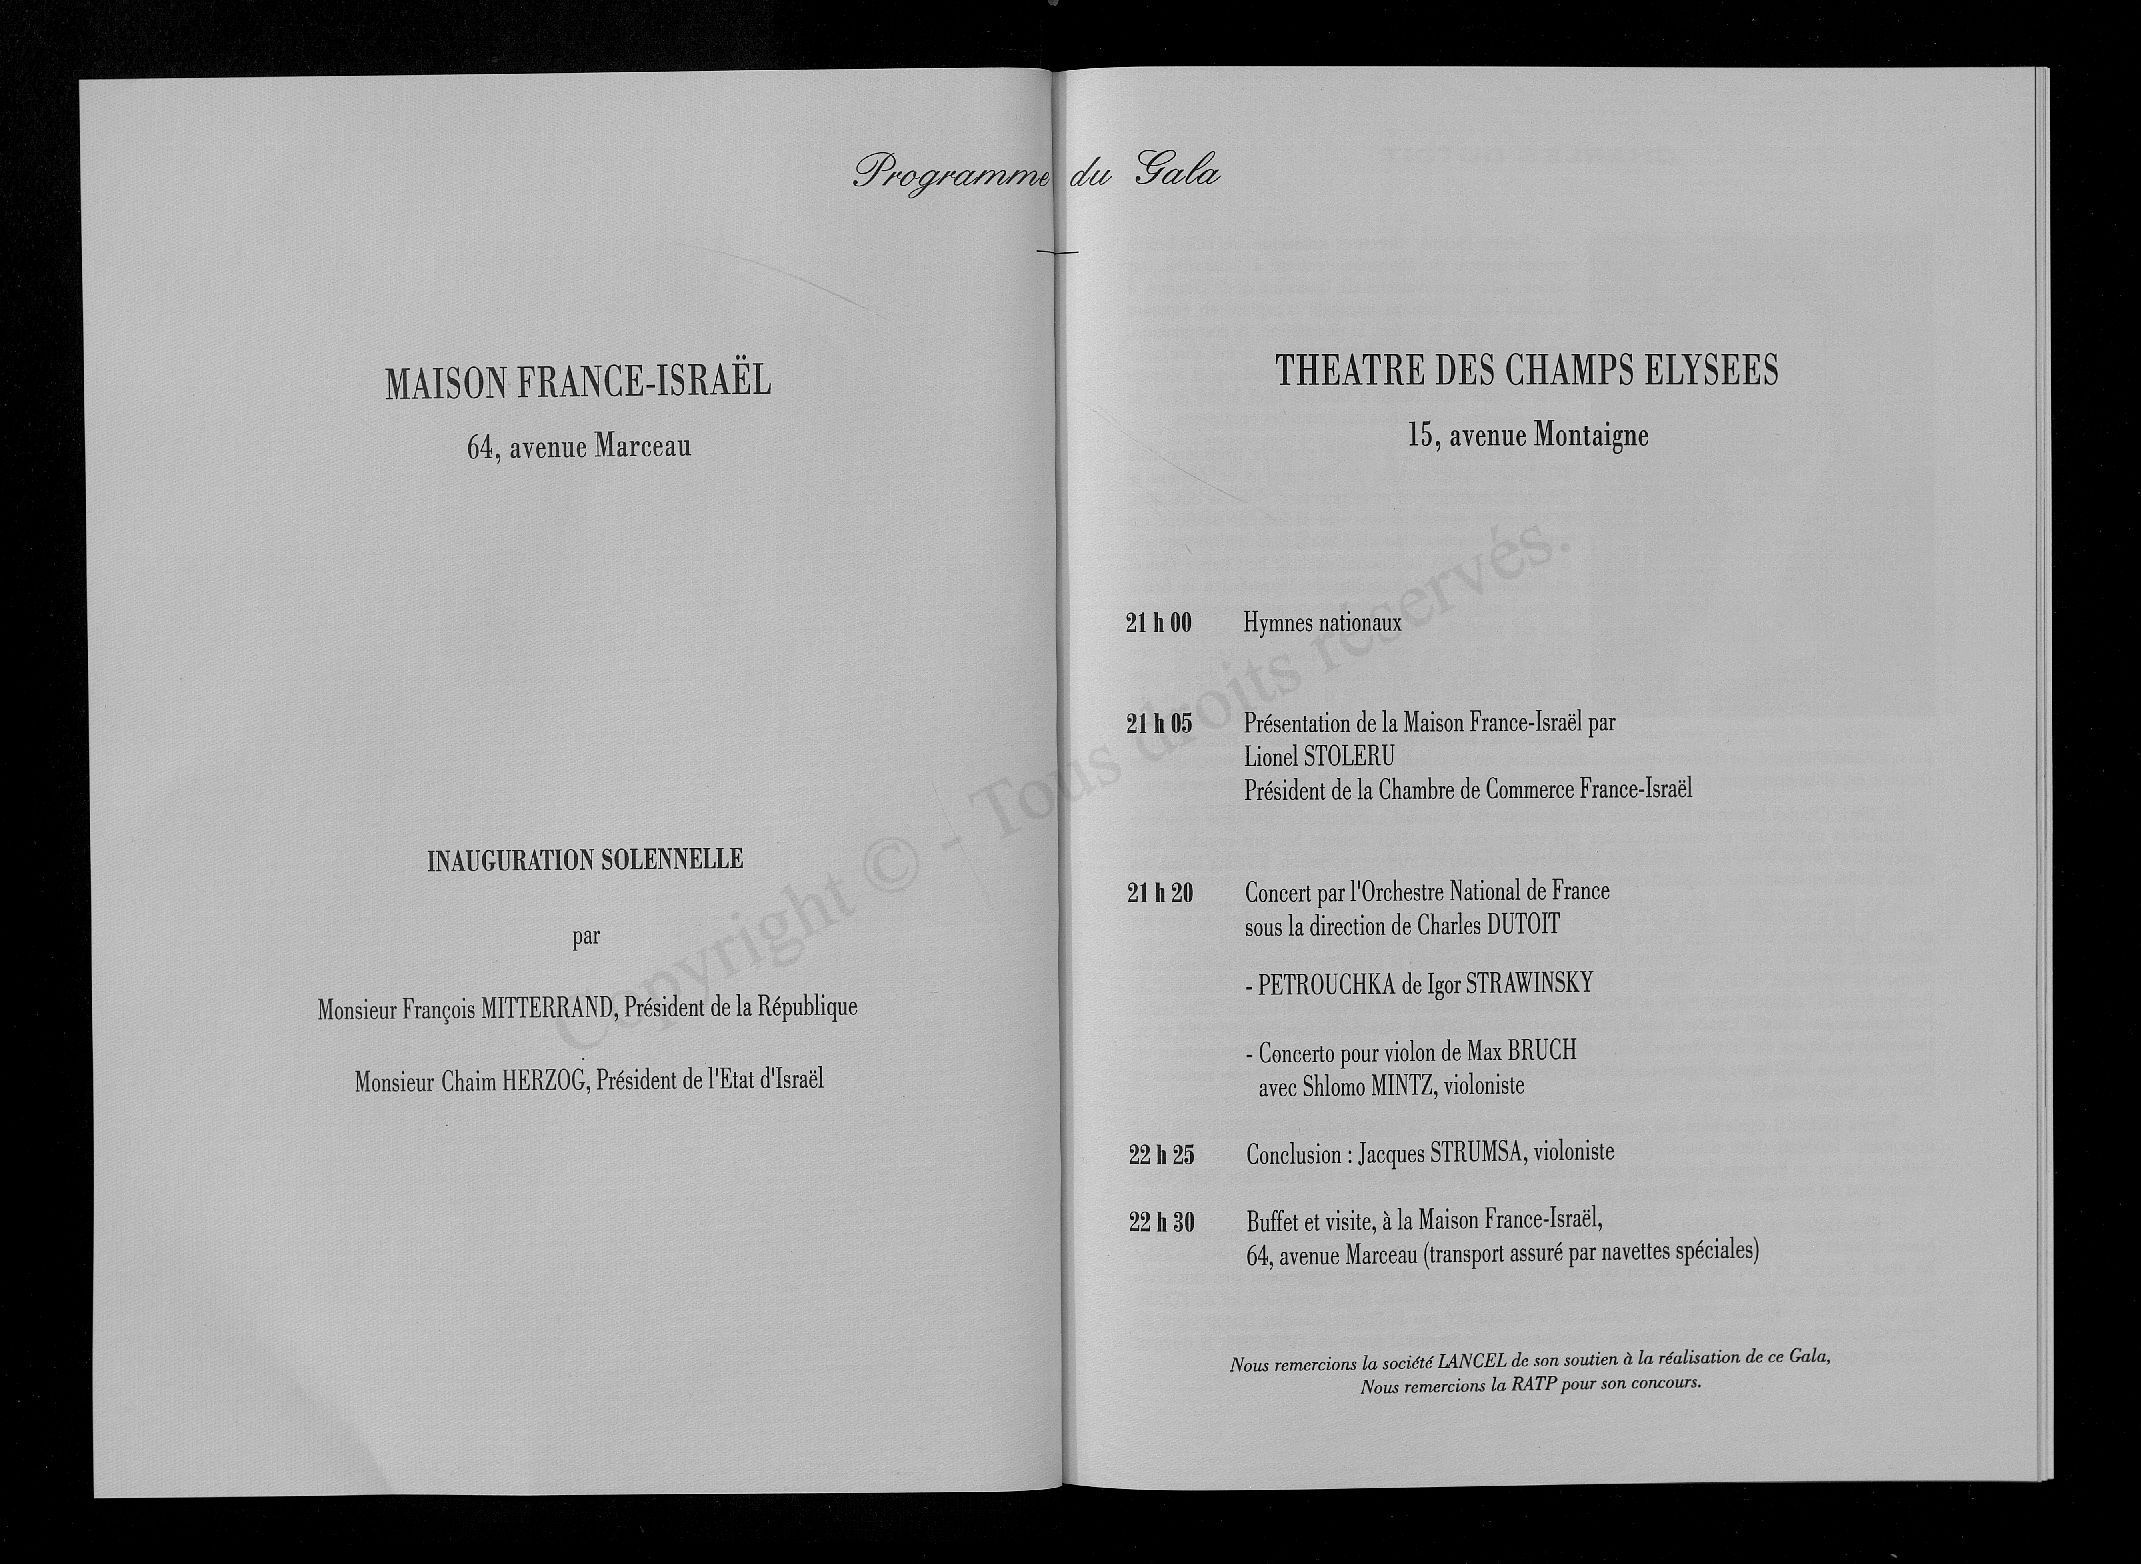 Programme du Gala
MAISON FRANCE-ISRAËL
64, avenue Marceau
INAUGURATION SOLENNELLE
par
Monsieur François MITTERRAND, Président de la République
Monsieur Chaim HERZOG, Président de l'Etat d'Israël
THEATRE DES CHAMPS ELYSEES
15, avenue Montaigne
21 h 00 Hymnes nationaux
21 h 05 Présentation de la Maison France-Israël par
Lionel STOLERU
Président de la Chambre de Commerce France-Israël
21 h 20 Concert par l'Orchestre National de France
sous la direction de Charles DUTOIT
- PETROUCHKA de Igor STRAWINSKY
- Concerto pour violon de Max BRUCH
avec Shlomo MINTZ, violoniste
22 h 25 Conclusion : Jacques STRUMSA, violoniste
22 h 30 Buffet et visite, à la Maison France-Israël,
64, avenue Marceau (transport assuré par navettes spéciales)
Nous remercions la société LANCEL de son soutien à la réalisation de ce Gala,
Nous remercions la RATP pour son concours.
Copyright © - Tous droits réservés.